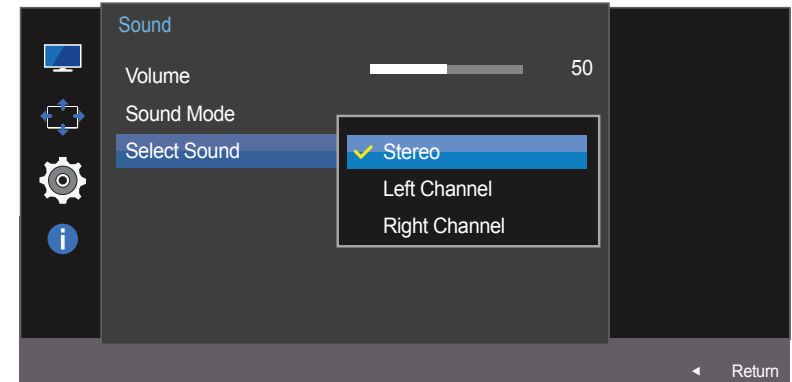 Sound
Volume 50
Sound Mode
Select Sound
Stereo
Left Channel
Right Channel
Return